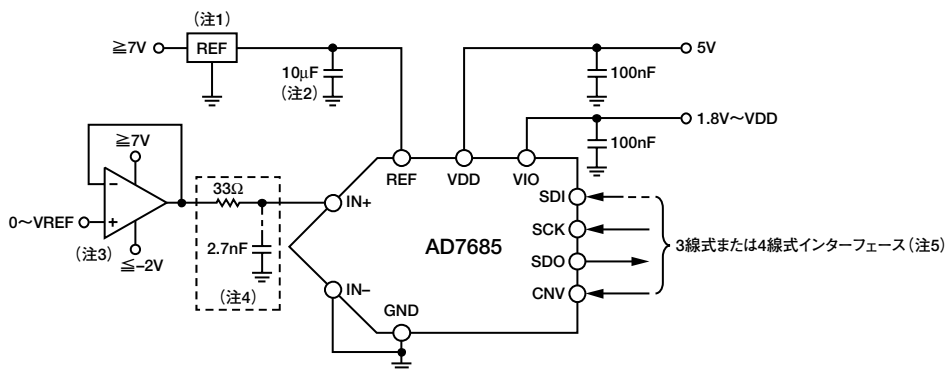 (注1)
≧7V
REF
10μF
(注2)
5V
100nF
1.8V～VDD
100nF
≧7V
−
+
0～VREF
(注3)
≦−2V
33Ω
2.7nF
(注4)
REF
VDD
VIO
IN+
IN−
GND
AD7685
SDI
SCK
SDO
CNV
3線式または4線式インターフェース(注5)